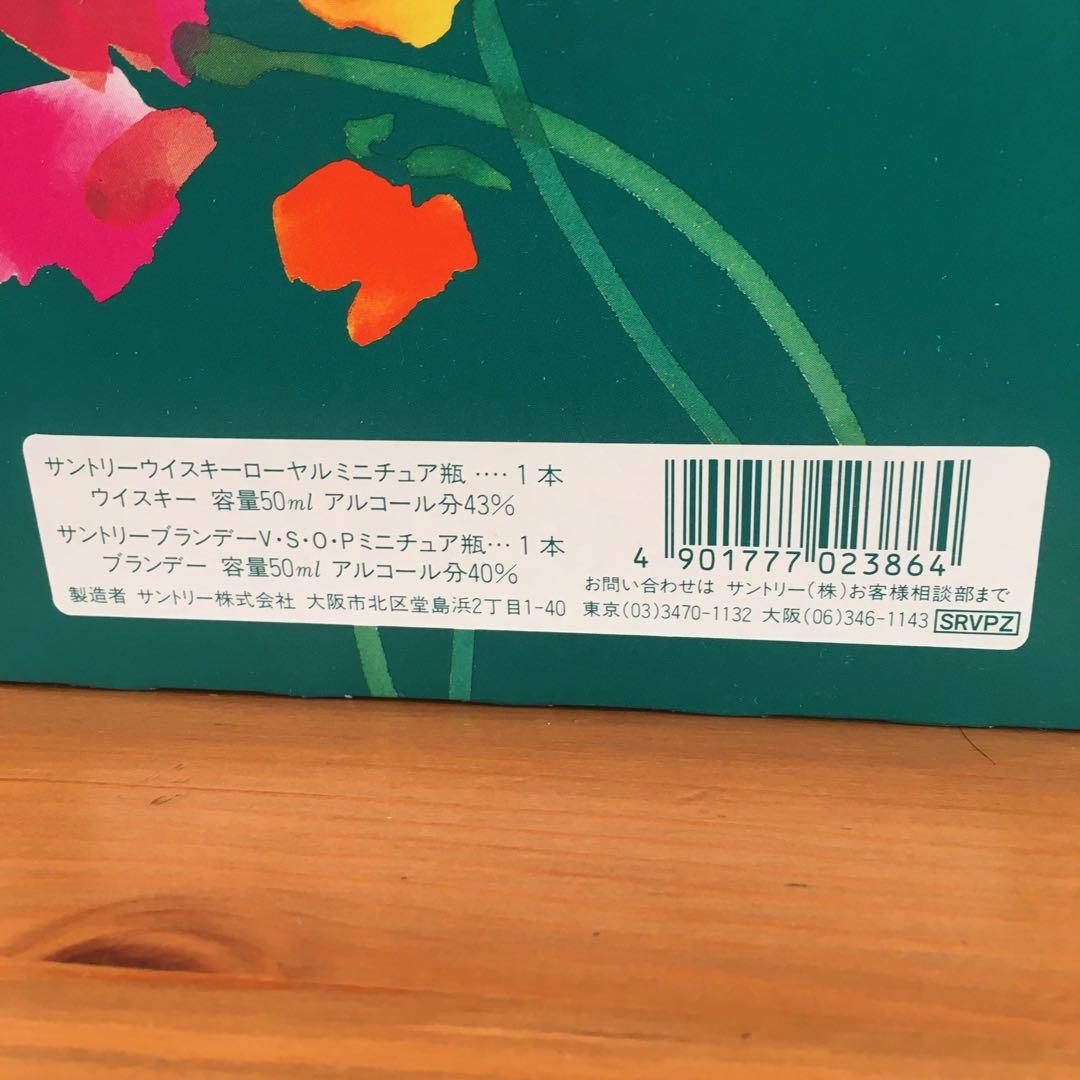 サントリーウイスキーローヤルミニチュア瓶‥‥1本
ウイスキー 容量50ml アルコール分43%
サントリーブランデーV・S・O・Pミニチュア瓶…1本
ブランデー 容量50ml アルコール分40%
製造者 サントリー株式会社 大阪市北区堂島浜2丁目1-40
4 901777 023864
お問い合わせは サントリー(株)お客様相談部まで
東京(03)3470-1132 大阪(06)346-1143 SRVPZ